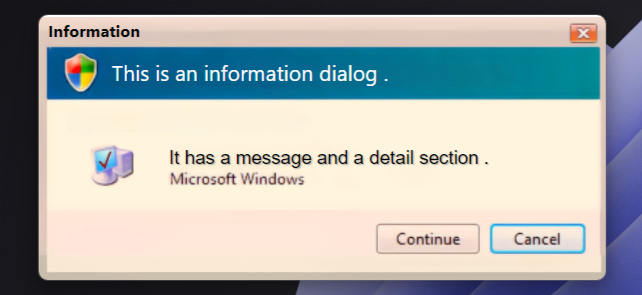 Information
This is an information dialog .
It has a message and a detail section .
Microsoft Windows
Continue
Cancel